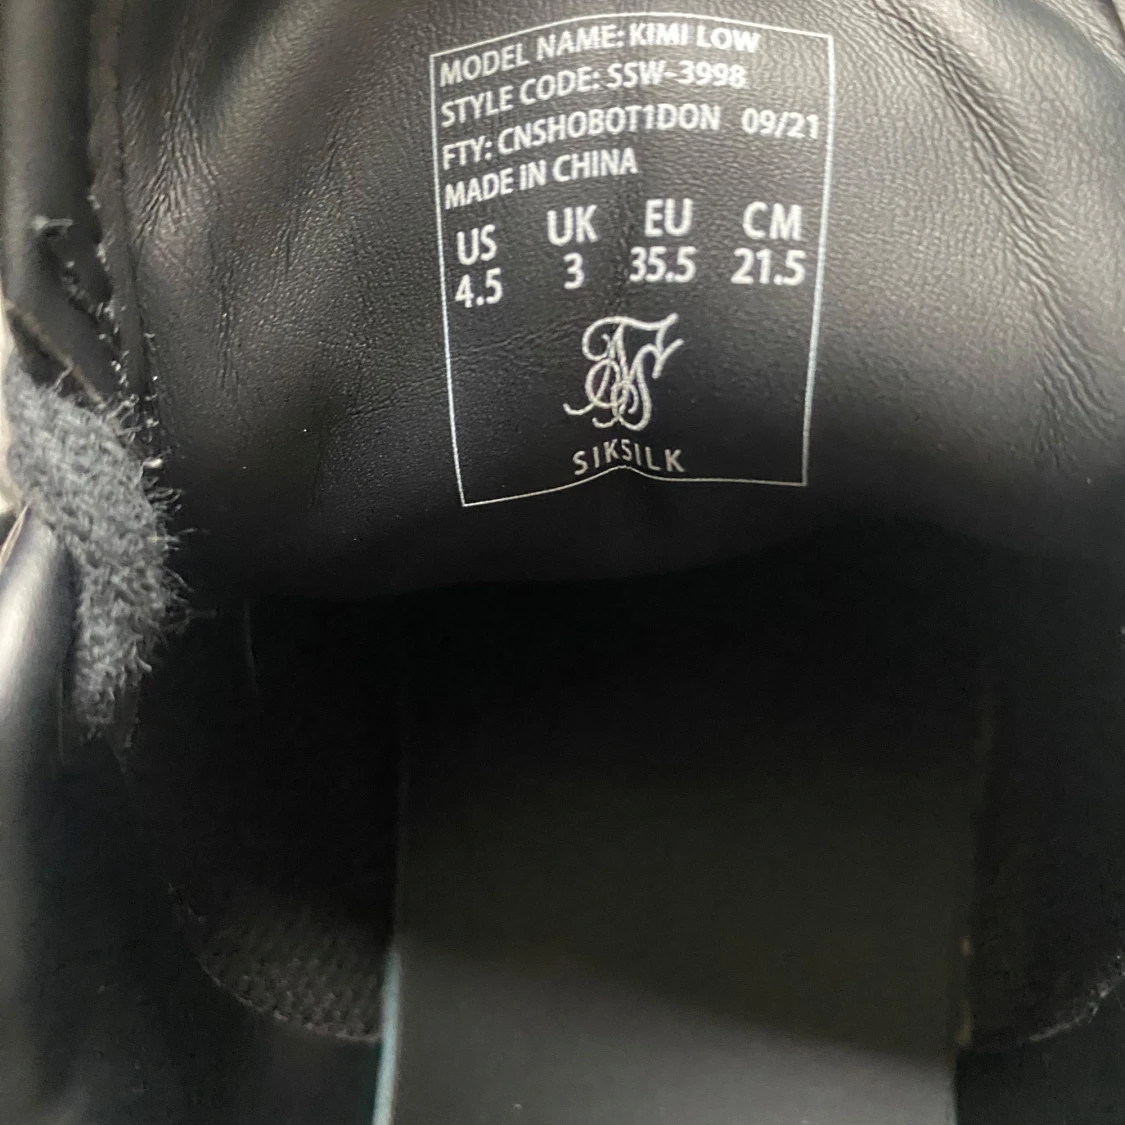 MODEL NAME: KIMI LOW
STYLE CODE: SSW-3998
FTY: CNSHOBOT1DON 09/21
MADE IN CHINA
US UK EU CM
4.5 3 35.5 21.5
SIKSILK